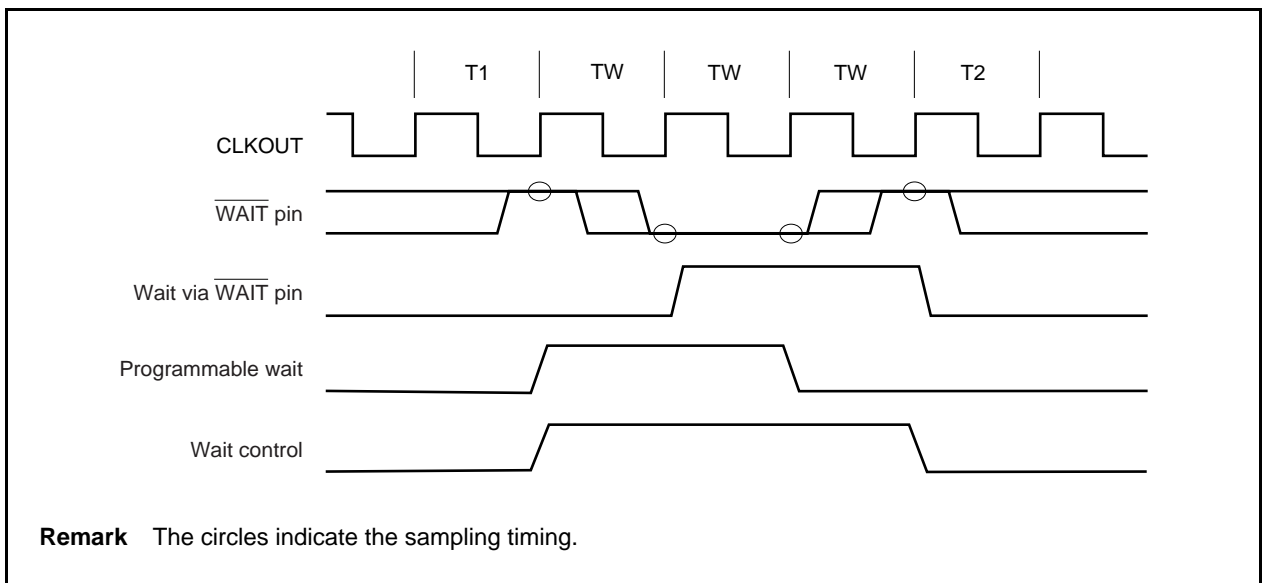 T1 TW TW TW T2
CLKOUT
WAIT pin
Wait via WAIT pin
Programmable wait
Wait control
Remark The circles indicate the sampling timing.